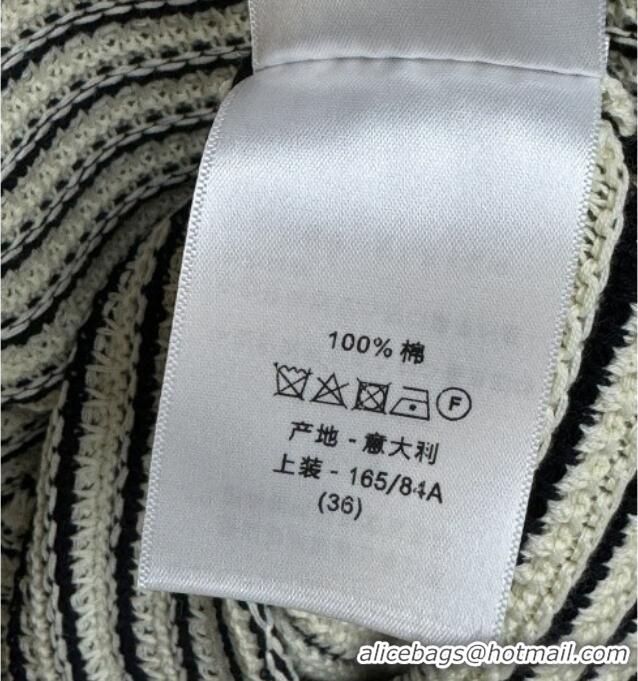 100% 棉
F
产地 - 意大利
上装 - 165/84A
(36)
alicebags@hotmail.com